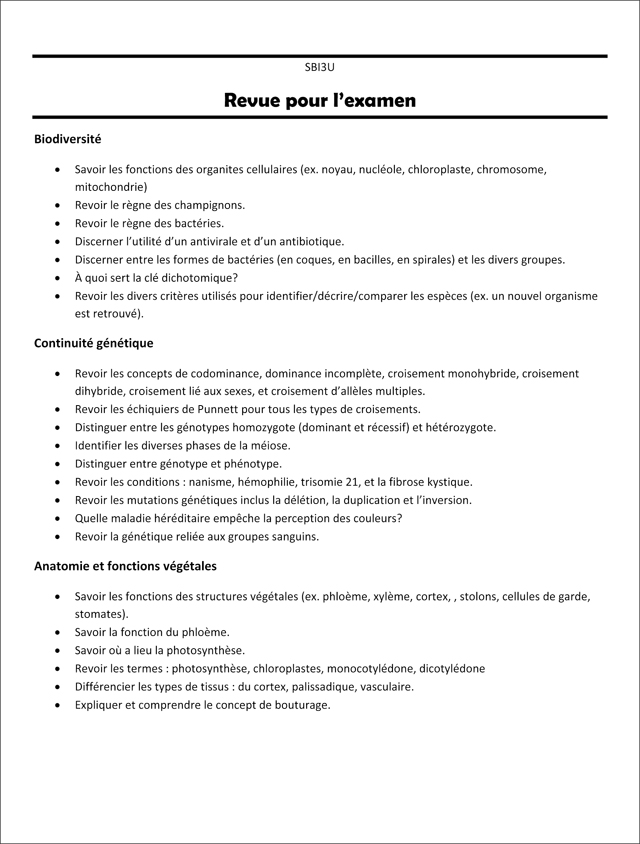 SBI3U
Revue pour l’examen
Biodiversité
• Savoir les fonctions des organites cellulaires (ex. noyau, nucléole, chloroplaste, chromosome,
mitochondrie)
• Revoir le règne des champignons.
• Revoir le règne des bactéries.
• Discerner l’utilité d’un antivirale et d’un antibiotique.
• Discerner entre les formes de bactéries (en coques, en bacilles, en spirales) et les divers groupes.
• À quoi sert la clé dichotomique?
• Revoir les divers critères utilisés pour identifier/décrire/comparer les espèces (ex. un nouvel organisme
est retrouvé).
Continuité génétique
• Revoir les concepts de codominance, dominance incomplète, croisement monohybride, croisement
dihybride, croisement lié aux sexes, et croisement d’allèles multiples.
• Revoir les échiquiers de Punnett pour tous les types de croisements.
• Distinguer entre les génotypes homozygote (dominant et récessif) et hétérozygote.
• Identifier les diverses phases de la méiose.
• Distinguer entre génotype et phénotype.
• Revoir les conditions : nanisme, hémophilie, trisomie 21, et la fibrose kystique.
• Revoir les mutations génétiques inclus la délétion, la duplication et l’inversion.
• Quelle maladie héréditaire empêche la perception des couleurs?
• Revoir la génétique reliée aux groupes sanguins.
Anatomie et fonctions végétales
• Savoir les fonctions des structures végétales (ex. phloème, xylème, cortex, , stolons, cellules de garde,
stomates).
• Savoir la fonction du phloème.
• Savoir où a lieu la photosynthèse.
• Revoir les termes : photosynthèse, chloroplastes, monocotylédone, dicotylédone
• Différencier les types de tissus : du cortex, palissadique, vasculaire.
• Expliquer et comprendre le concept de bouturage.